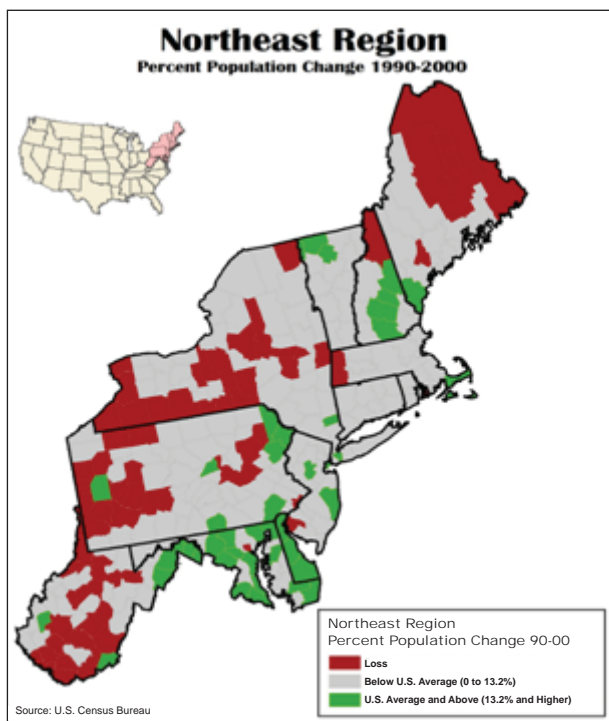 Northeast Region
Percent Population Change 1990-2000
Northeast Region
Percent Population Change 90-00
Loss
Below U.S. Average (0 to 13.2%)
U.S. Average and Above (13.2% and Higher)
Source: U.S. Census Bureau